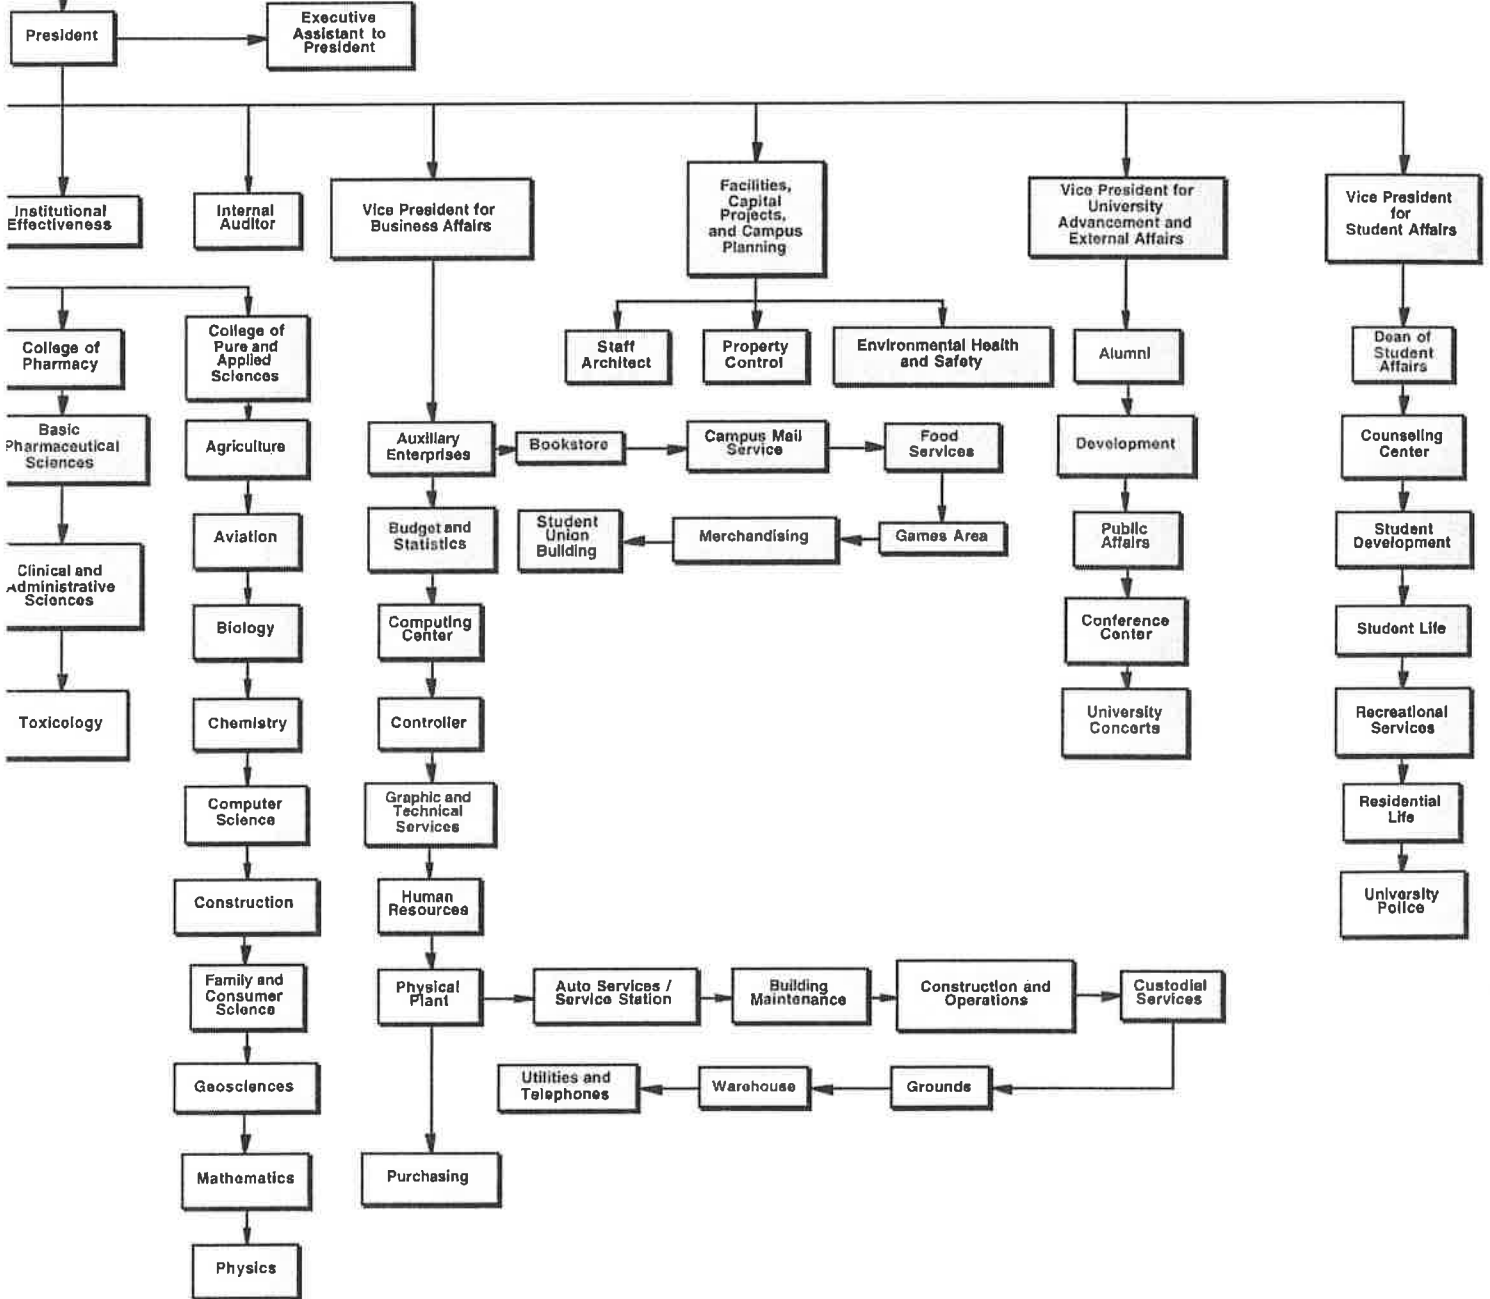 President
Executive
Assistant to
President
Institutional
Effectiveness
Internal
Auditor
Vice President for
Business Affairs
Facilities,
Capital
Projects,
and Campus
Planning
Vice President for
University
Advancement and
External Affairs
Vice President
for
Student Affairs
College of
Pharmacy
College of
Pure and
Applied
Sciences
Staff
Architect
Property
Control
Environmental Health
and Safety
Alumni
Dean of
Student
Affairs
Basic
Pharmaceutical
Sciences
Agriculture
Auxiliary
Enterprises
Bookstore
Campus Mail
Service
Food
Services
Development
Counseling
Center
Aviation
Budget and
Statistics
Student
Union
Building
Merchandising
Games Area
Public
Affairs
Student
Development
Clinical and
Administrative
Sciences
Biology
Computing
Center
Conference
Center
Student Life
Toxicology
Chemistry
Controller
University
Concerts
Recreational
Services
Computer
Science
Graphic and
Technical
Services
Residential
Life
Construction
Human
Resources
University
Police
Family and
Consumer
Science
Physical
Plant
Auto Services /
Service Station
Building
Maintenance
Construction and
Operations
Custodial
Services
Geosciences
Utilities and
Telephones
Warehouse
Grounds
Mathematics
Purchasing
Physics